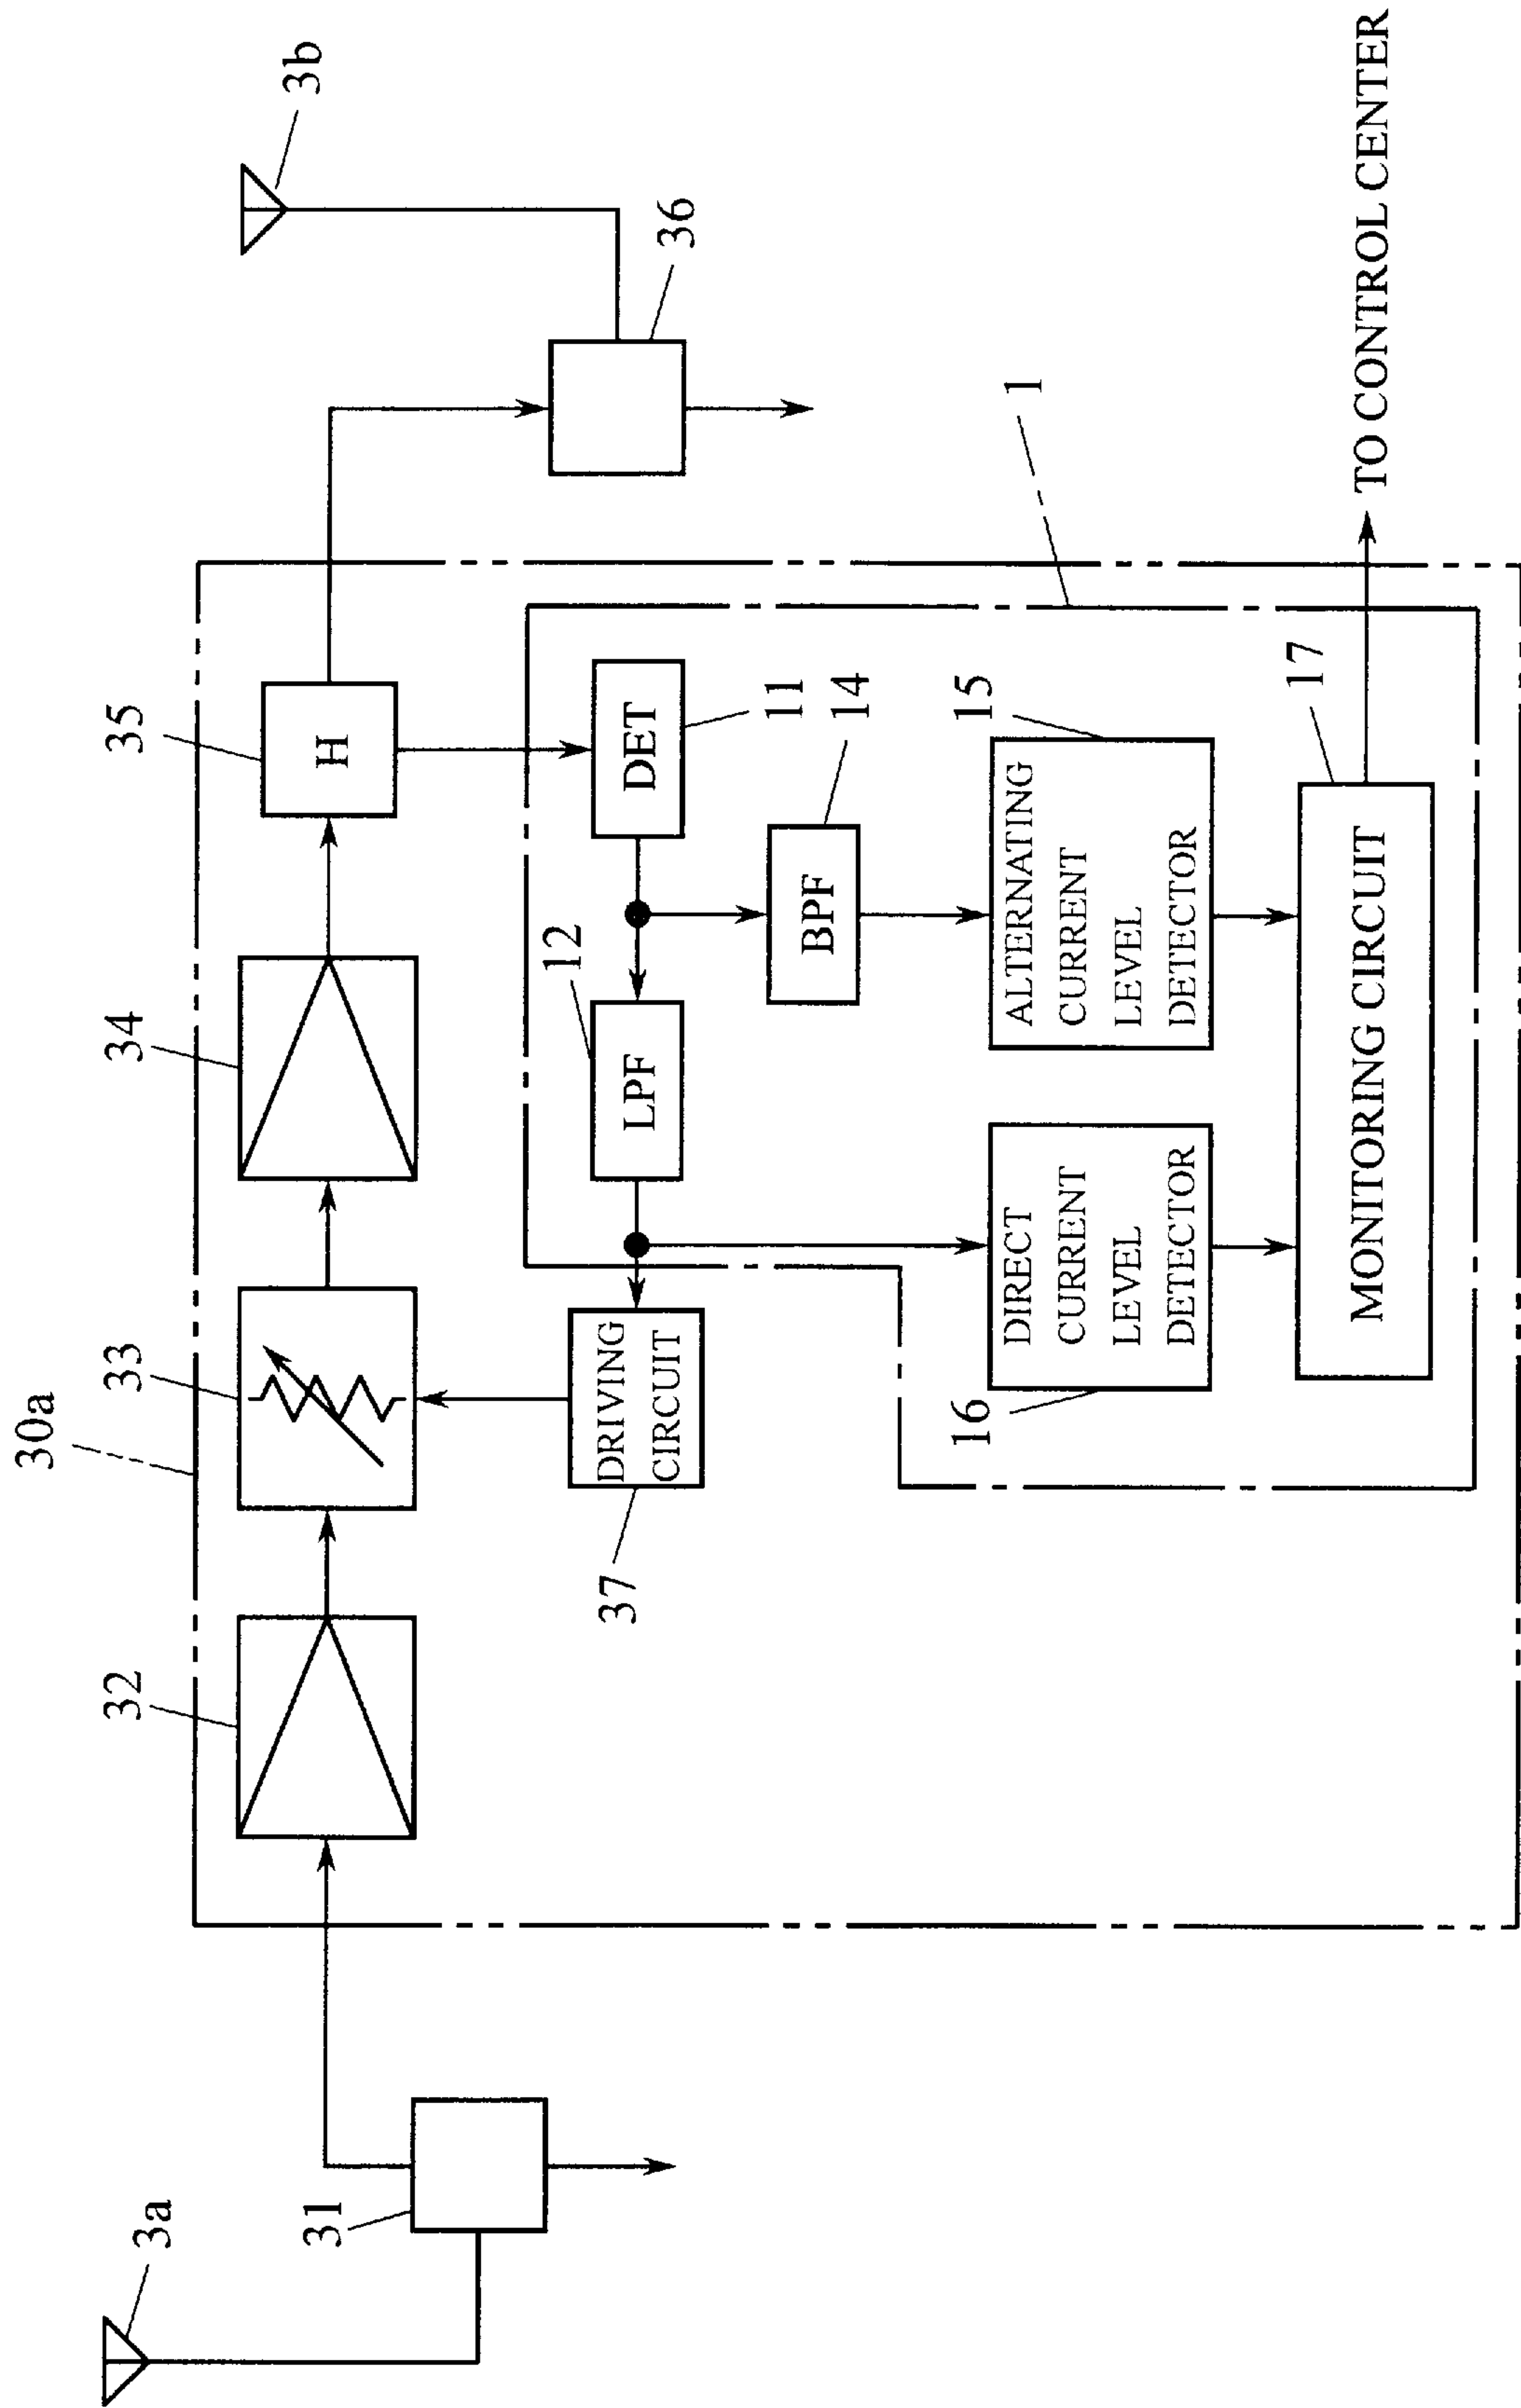 30a
3b
35
34
33
32
H
36
3a
31
1
12
DET
LPF
11
DRIVING
CIRCUIT
37
14
BPF
15
ALTERNATING
CURRENT
LEVEL
DETECTOR
DIRECT
CURRENT
LEVEL
DETECTOR
16
17
MONITORING CIRCUIT
TO CONTROL CENTER